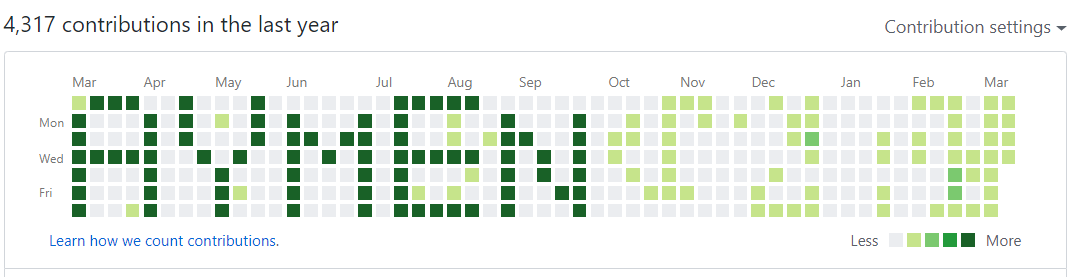 4,317 contributions in the last year
Contribution settings
Mar Apr May Jun Jul Aug Sep Oct Nov Dec Jan Feb Mar
AYMEN
Mon
Wed
Fri
Learn how we count contributions.
Less More